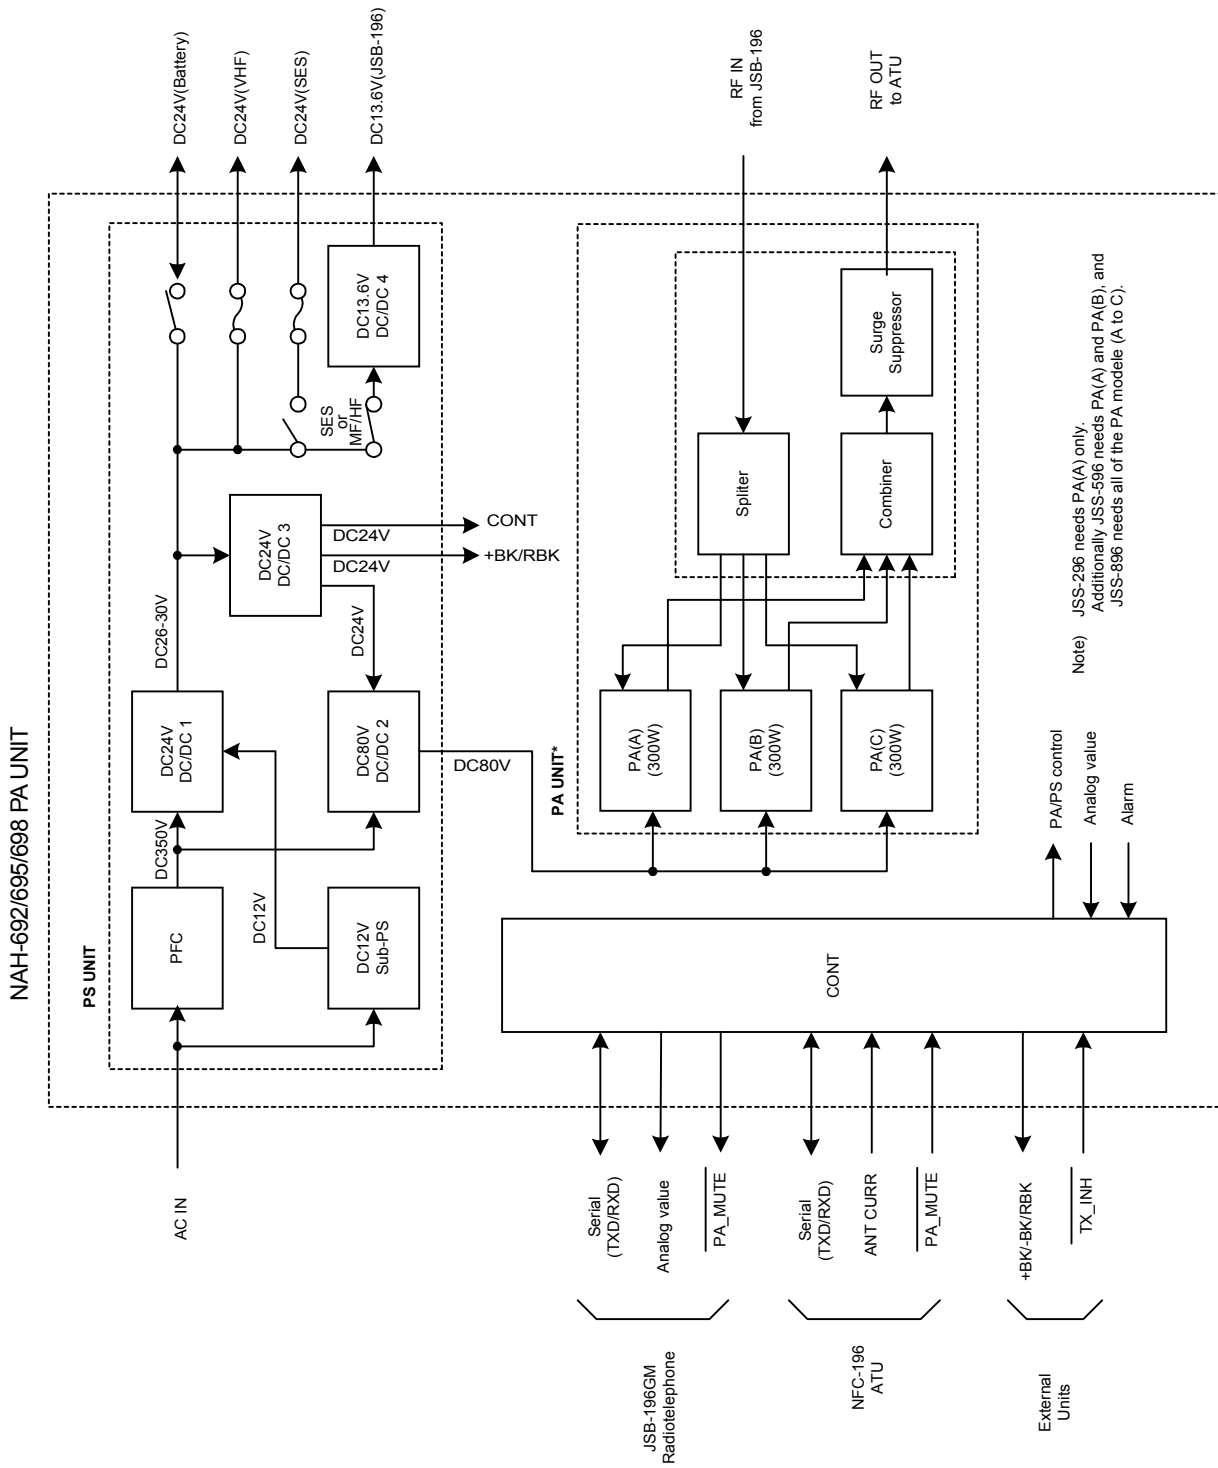 NAH-692/695/698 PA UNIT
PS UNIT
AC IN
PFC
DC350V
DC24V
DC/DC 1
DC26-30V
DC12V
DC12V
Sub-PS
DC80V
DC/DC 2
DC24V
DC24V
DC/DC 3
DC24V
DC24V
CONT
+BK/RBK
SES
or
MF/HF
DC13.6V
DC/DC 4
DC24V(Battery)
DC24V(VHF)
DC24V(SES)
DC13.6V(JSB-196)
DC80V
PA UNIT*
PA(A)
(300W)
PA(B)
(300W)
PA(C)
(300W)
Spliter
Combiner
Surge
Suppressor
RF IN
from JSB-196
RF OUT
to ATU
CONT
PA/PS control
Analog value
Alarm
Serial
(TXD/RXD)
Analog value
PA_MUTE
Serial
(TXD/RXD)
ANT CURR
PA_MUTE
+BK/-BK/RBK
TX_INH
JSB-196GM
Radiotelephone
NFC-196
ATU
External
Units
Note) JSS-296 needs PA(A) only.
Additionally JSS-596 needs PA(A) and PA(B), and
JSS-896 needs all of the PA modele (A to C).